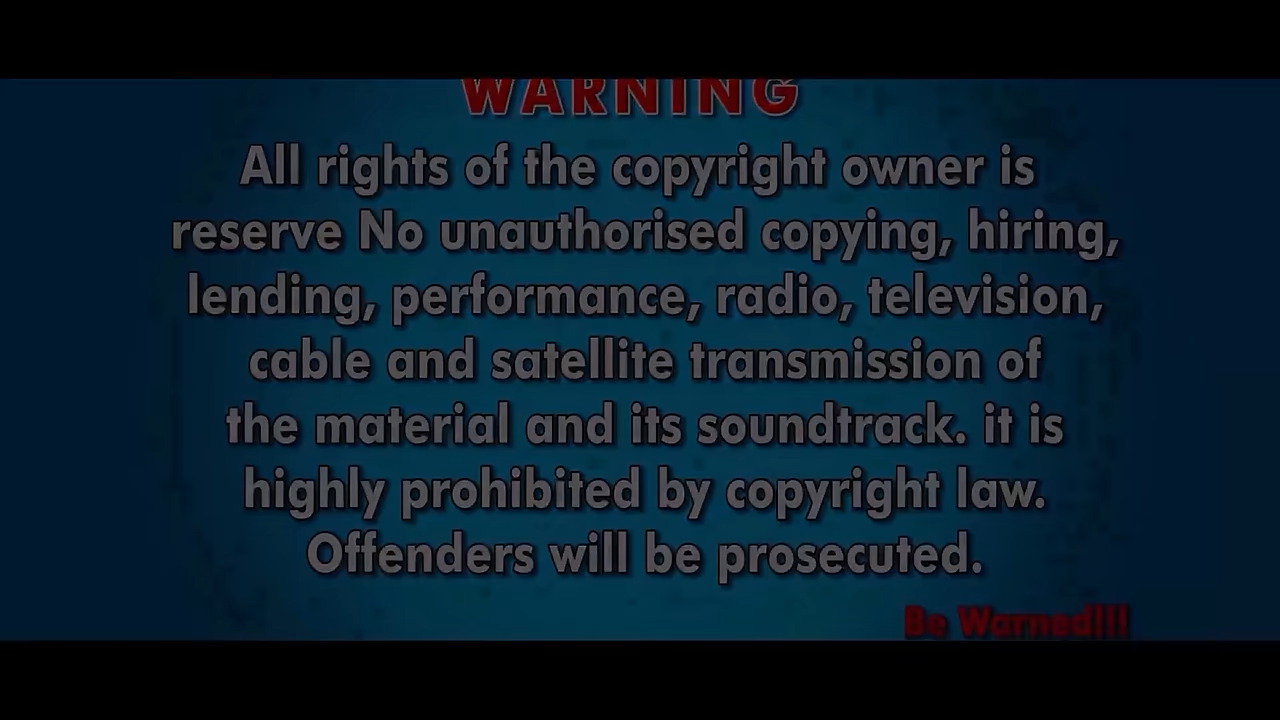 WARNING
All rights of the copyright owner is
reserve No unauthorised copying, hiring,
lending, performance, radio, television,
cable and satellite transmission of
the material and its soundtrack. it is
highly prohibited by copyright law.
Offenders will be prosecuted.
Be Warned!!!